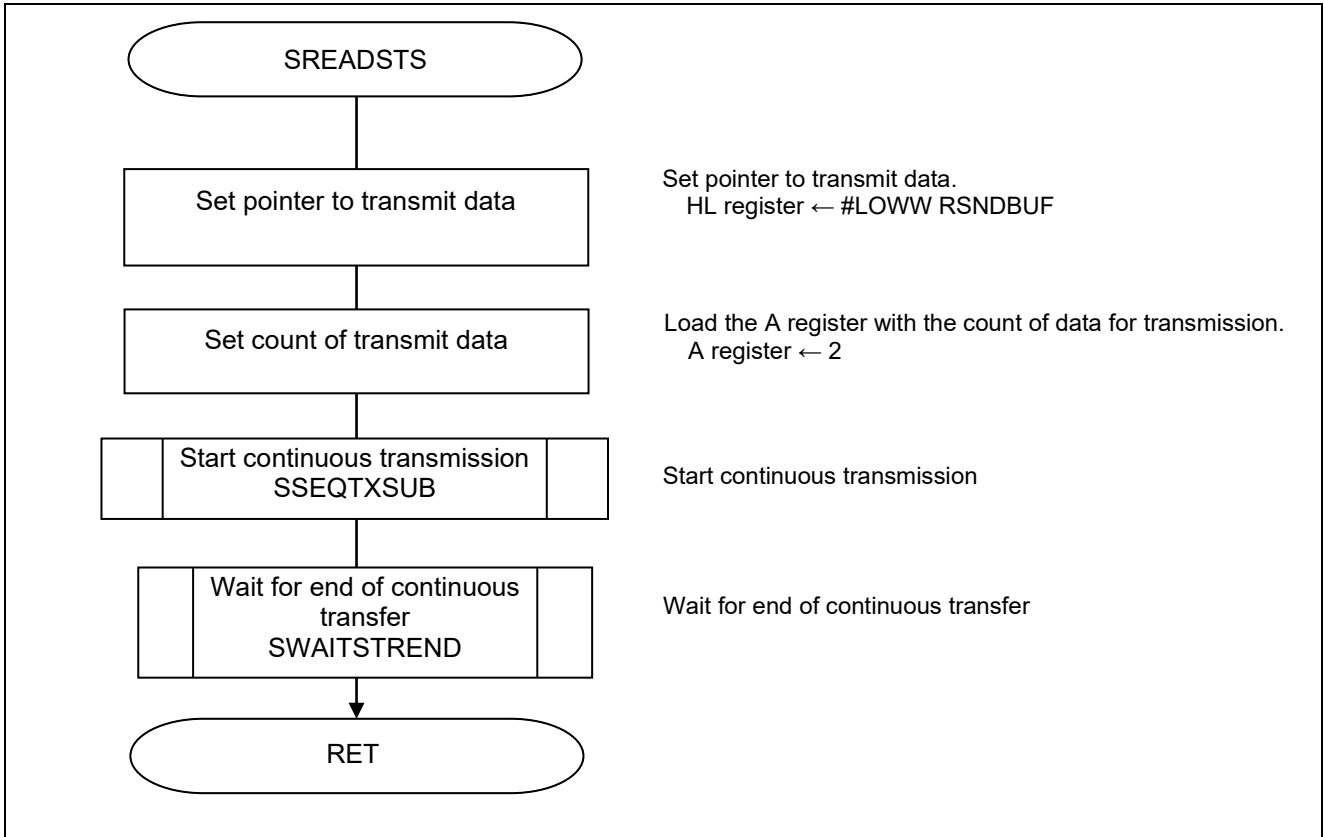 SREADSTS
Set pointer to transmit data
Set pointer to transmit data.
HL register ← #LOWW RSNDBUF
Set count of transmit data
Load the A register with the count of data for transmission.
A register ← 2
Start continuous transmission
SSEQTXSUB
Start continuous transmission
Wait for end of continuous
transfer
SWAITSTREND
Wait for end of continuous transfer
RET